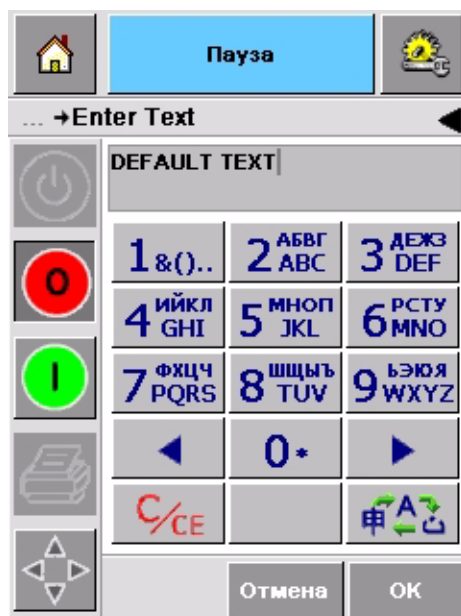 Пауза
... →Enter Text
DEFAULT TEXT
1 &()..
2 АБВГ ABC
3 ДЕЖЗ DEF
4 ИЙКЛ GHI
5 МНОП JKL
6 РСТУ MNO
7 ФХЦЧ PQRS
8 ШЩЫЪ TUV
9 ЬЭЮЯ WXYZ
0 *
C/CE
申 A ك
O
I
Отмена
OK